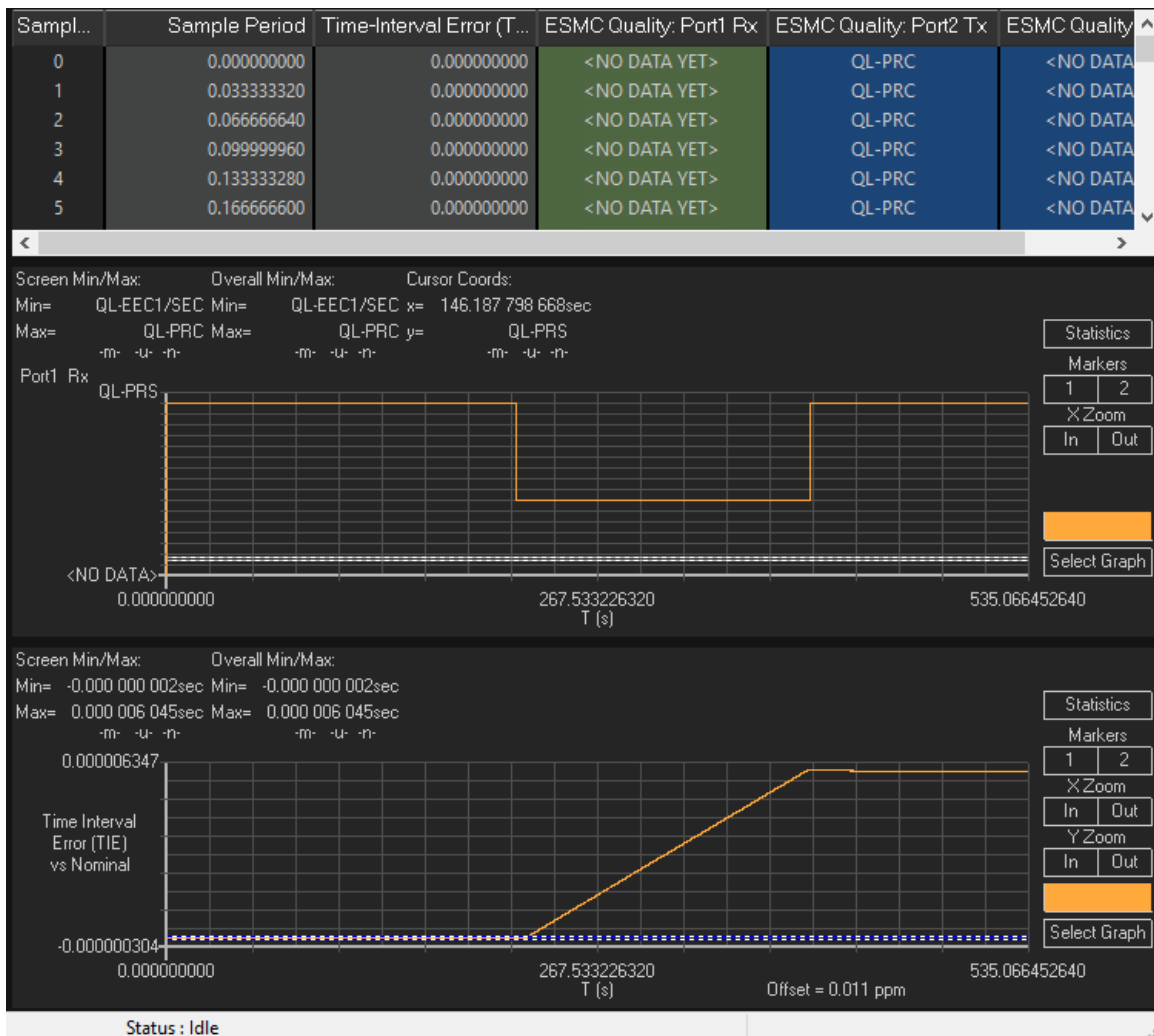 Sampl... Sample Period Time-Interval Error (T... ESMC Quality: Port1 Rx ESMC Quality: Port2 Tx ESMC Quality
0 0.000000000 0.000000000 <NO DATA YET> QL-PRC <NO DATA
1 0.033333320 0.000000000 <NO DATA YET> QL-PRC <NO DATA
2 0.066666640 0.000000000 <NO DATA YET> QL-PRC <NO DATA
3 0.099999960 0.000000000 <NO DATA YET> QL-PRC <NO DATA
4 0.133333280 0.000000000 <NO DATA YET> QL-PRC <NO DATA
5 0.166666600 0.000000000 <NO DATA YET> QL-PRC <NO DATA
Screen Min/Max: Overall Min/Max: Cursor Coords:
Min= QL-EEC1/SEC Min= QL-EEC1/SEC x= 146.187 798 668sec
Max= QL-PRC Max= QL-PRC y= QL-PRS
-m- -u- -n- -m- -u- -n- -m- -u- -n-
Statistics
Markers
1 2
X Zoom
In Out
Select Graph
Port1 Rx
QL-PRS
<NO DATA>
0.000000000 267.533226320 535.066452640
T (s)
Screen Min/Max: Overall Min/Max:
Min= -0.000 000 002sec Min= -0.000 000 002sec
Max= 0.000 006 045sec Max= 0.000 006 045sec
-m- -u- -n- -m- -u- -n-
Statistics
Markers
1 2
X Zoom
In Out
Y Zoom
In Out
Select Graph
0.000006347
Time Interval
Error (TIE)
vs Nominal
-0.000000304
0.000000000 267.533226320 535.066452640
T (s) Offset = 0.011 ppm
Status : Idle